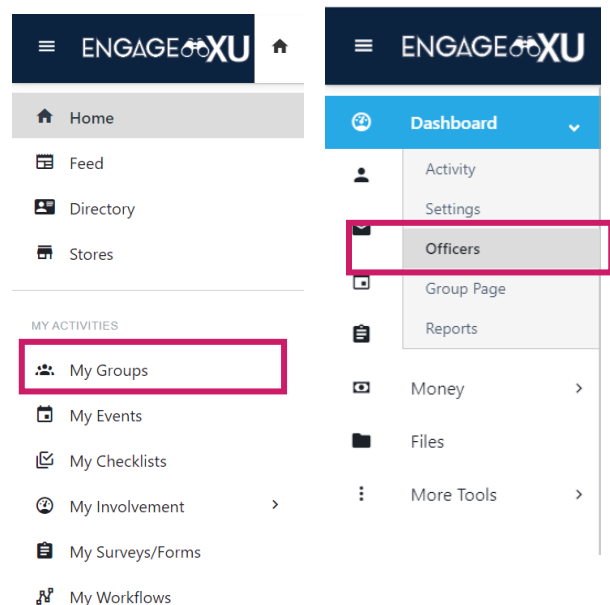 ENGAGE XU
Home
Feed
Directory
Stores
MY ACTIVITIES
My Groups
My Events
My Checklists
My Involvement
My Surveys/Forms
My Workflows
ENGAGE XU
Dashboard
Activity
Settings
Officers
Group Page
Reports
Money
Files
More Tools